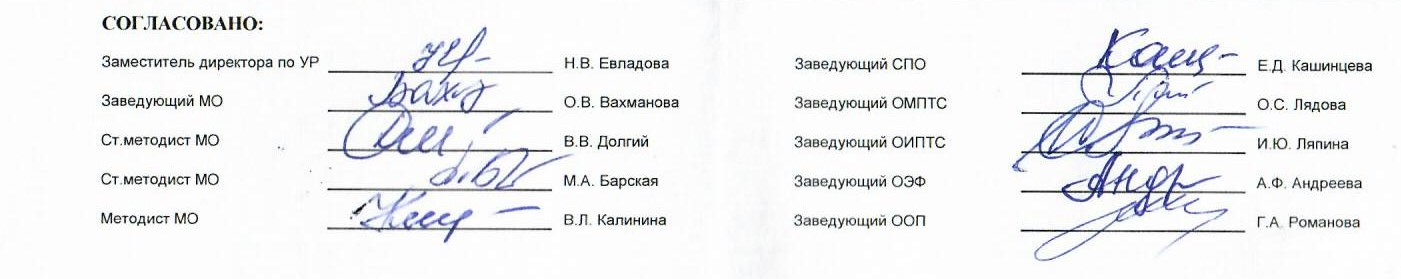 СОГЛАСОВАНО:
Заместитель директора по УР Н.В. Евладова
Заведующий МО О.В. Вахманова
Ст.методист МО В.В. Долгий
Ст.методист МО М.А. Барская
Методист МО В.Л. Калинина
Заведующий СПО Е.Д. Кашинцева
Заведующий ОМПТС О.С. Лядова
Заведующий ОИПТС И.Ю. Ляпина
Заведующий ОЭФ А.Ф. Андреева
Заведующий ООП Г.А. Романова